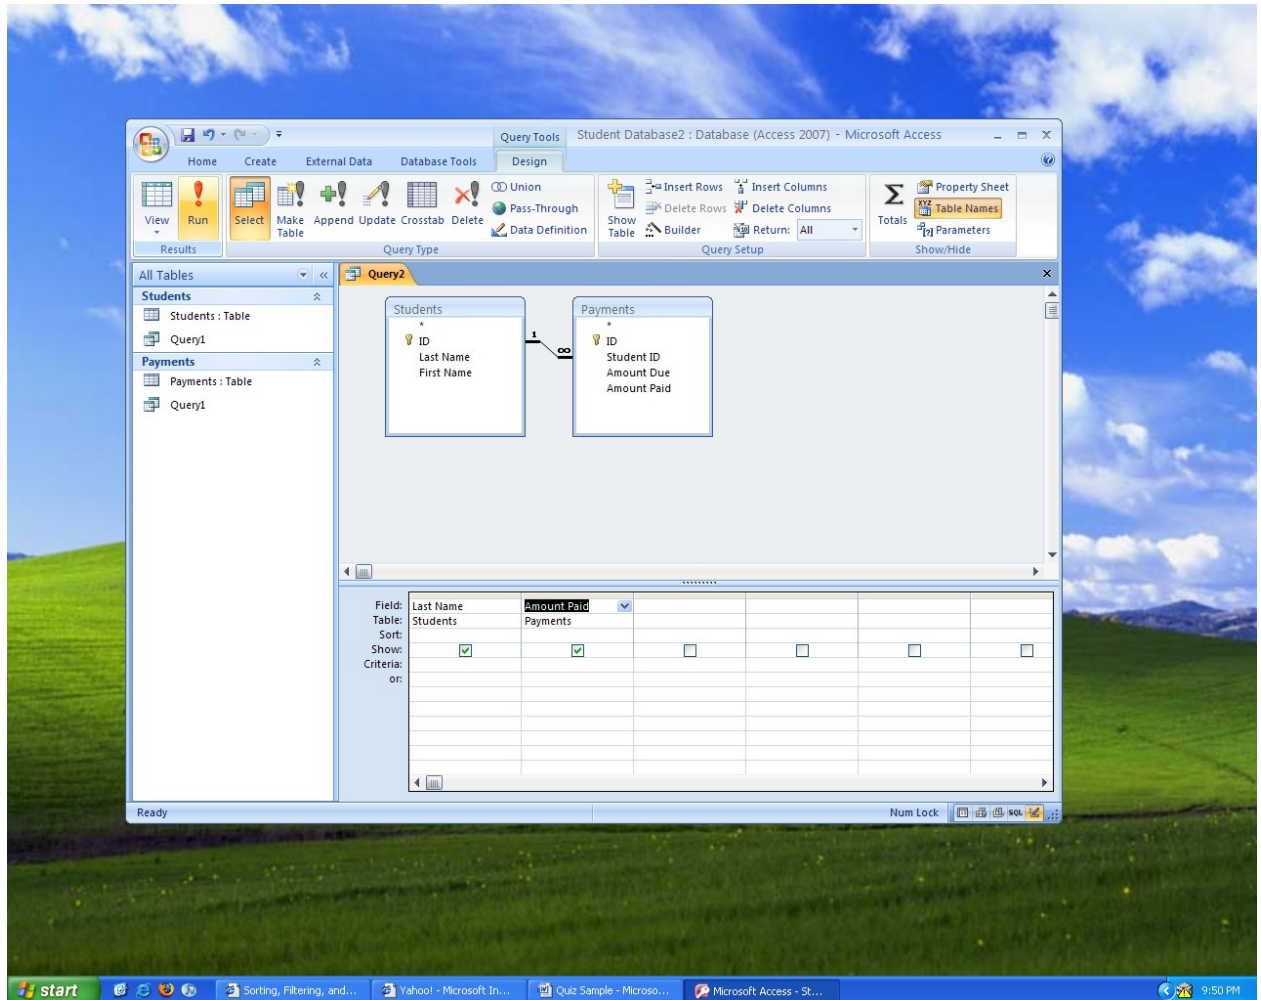 Query Tools
Student Database2 : Database (Access 2007) - Microsoft Access
Home Create External Data Database Tools Design
View
Run
Select
Make Table
Append
Update
Crosstab
Delete
Union
Pass-Through
Data Definition
Show Table
Insert Rows
Delete Rows
Builder
Insert Columns
Delete Columns
Return: All
Σ
Totals
Property Sheet
XYZ
Table Names
[?] Parameters
Results
Query Type
Query Setup
Show/Hide
All Tables
«
Query2
Students
Students : Table
Query1
Payments
Payments : Table
Query1
Students
*
ID
Last Name
First Name
1
∞
Payments
*
ID
Student ID
Amount Due
Amount Paid
Field: Last Name Amount Paid
Table: Students Payments
Sort:
Show:
Criteria:
or:
Ready
Num Lock
SQL
start
Sorting, Filtering, and...
Yahoo! - Microsoft In...
Quiz Sample - Microso...
Microsoft Access - St...
9:50 PM